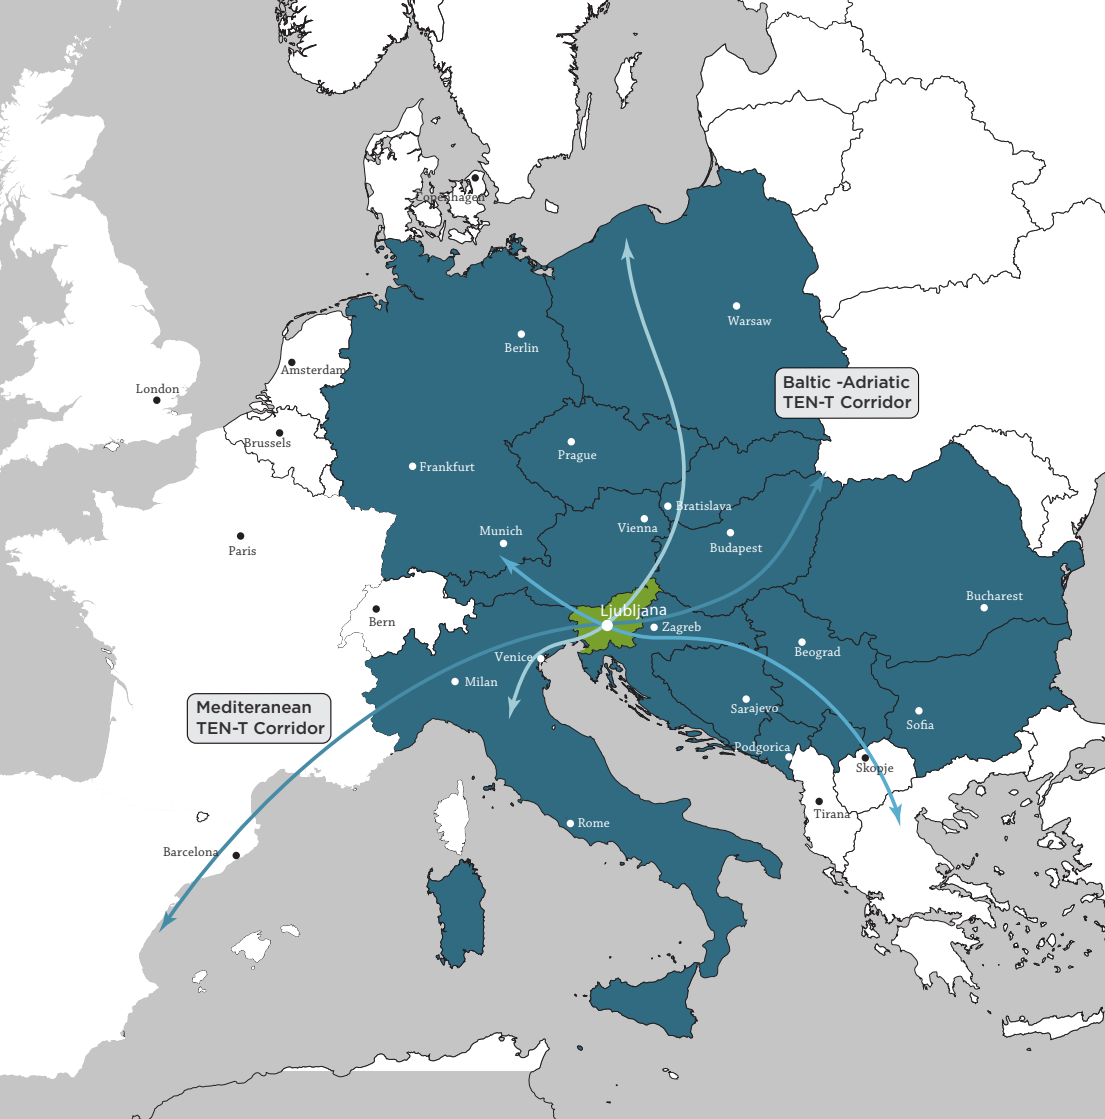 Copenhagen
Warsaw
Berlin
Amsterdam
Baltic -Adriatic
TEN-T Corridor
London
Brussels
Prague
Frankfurt
Bratislava
Vienna
Munich
Budapest
Paris
Bucharest
Ljubljana
Bern
Zagreb
Beograd
Venice
Milan
Mediteranean
TEN-T Corridor
Sarajevo
Sofia
Podgorica
Skopje
Tirana
Rome
Barcelona